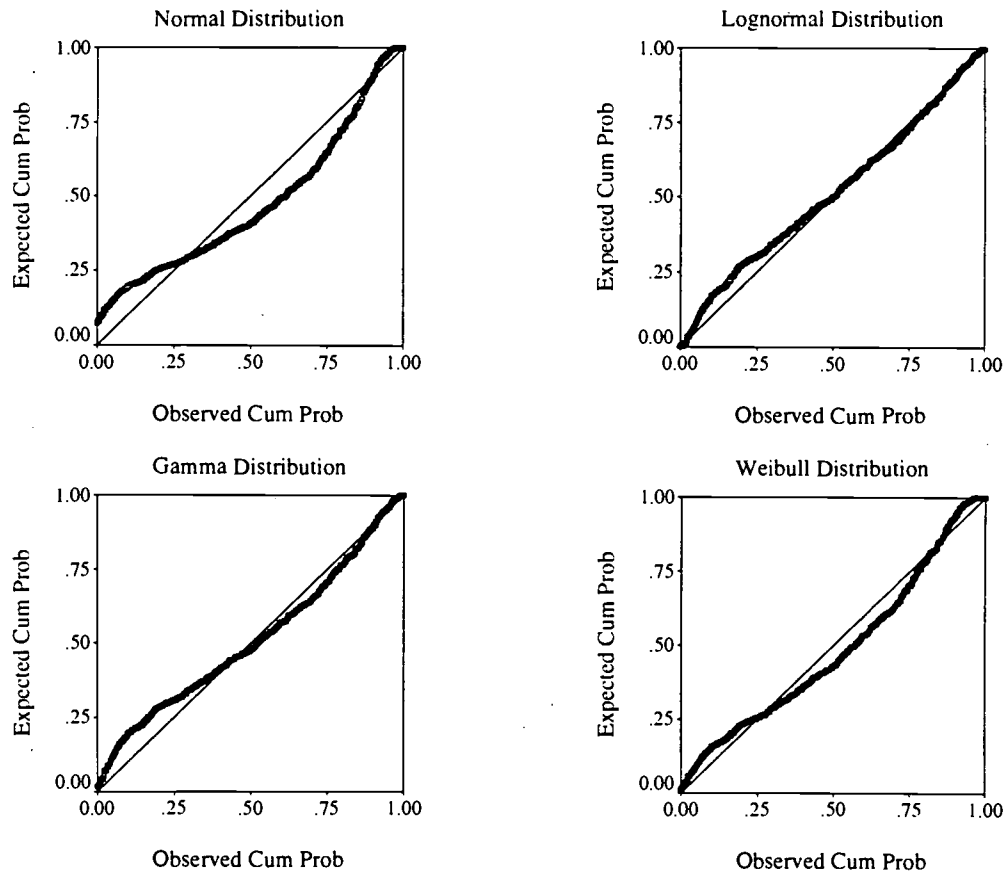 Normal Distribution
1.00
.75
.50
.25
0.00
Expected Cum Prob
0.00 .25 .50 .75 1.00
Observed Cum Prob
Lognormal Distribution
1.00
.75
.50
.25
0.00
Expected Cum Prob
0.00 .25 .50 .75 1.00
Observed Cum Prob
Gamma Distribution
1.00
.75
.50
.25
0.00
Expected Cum Prob
0.00 .25 .50 .75 1.00
Observed Cum Prob
Weibull Distribution
1.00
.75
.50
.25
0.00
Expected Cum Prob
0.00 .25 .50 .75 1.00
Observed Cum Prob